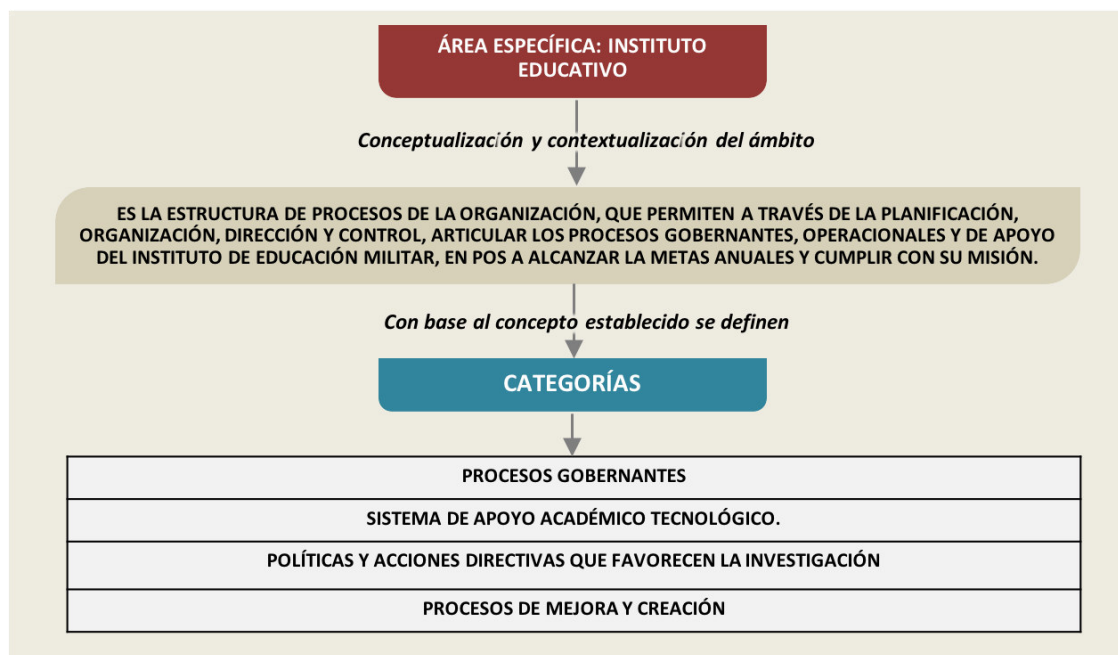 ÁREA ESPECÍFICA: INSTITUTO
EDUCATIVO
Conceptualización y contextualización del ámbito
ES LA ESTRUCTURA DE PROCESOS DE LA ORGANIZACIÓN, QUE PERMITEN A TRAVÉS DE LA PLANIFICACIÓN,
ORGANIZACIÓN, DIRECCIÓN Y CONTROL, ARTICULAR LOS PROCESOS GOBERNANTES, OPERACIONALES Y DE APOYO
DEL INSTITUTO DE EDUCACIÓN MILITAR, EN POS A ALCANZAR LA METAS ANUALES Y CUMPLIR CON SU MISIÓN.
Con base al concepto establecido se definen
CATEGORÍAS
PROCESOS GOBERNANTES
SISTEMA DE APOYO ACADÉMICO TECNOLÓGICO.
POLÍTICAS Y ACCIONES DIRECTIVAS QUE FAVORECEN LA INVESTIGACIÓN
PROCESOS DE MEJORA Y CREACIÓN